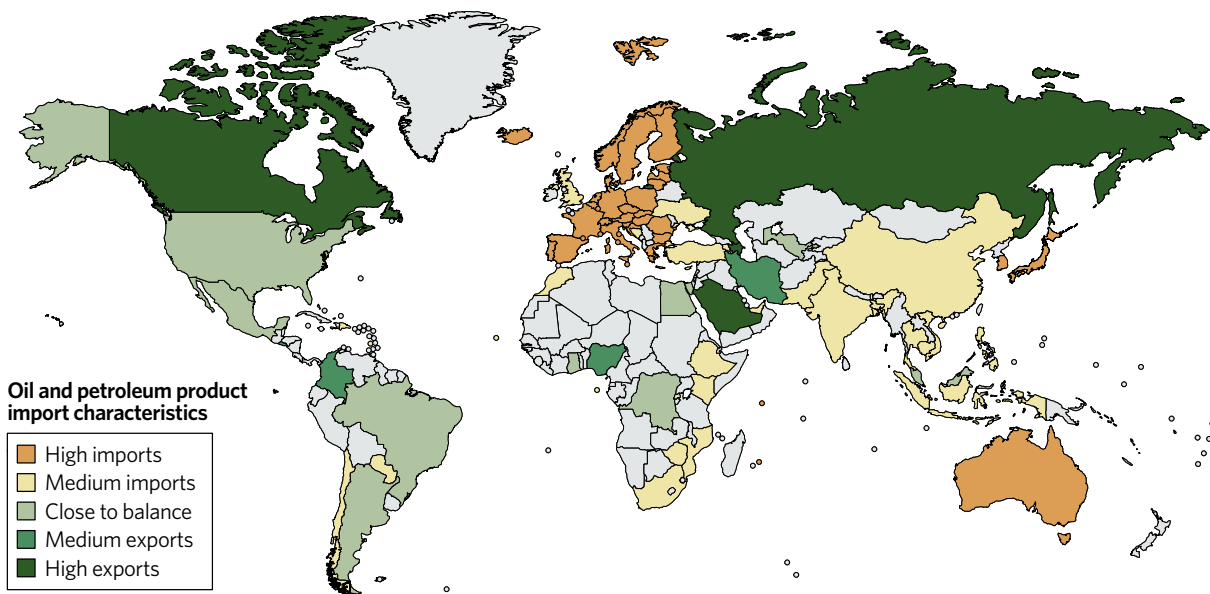 Oil and petroleum product
import characteristics
High imports
Medium imports
Close to balance
Medium exports
High exports